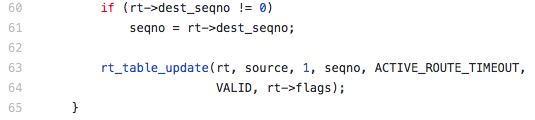 60 if (rt->dest_seqno != 0)
61 seqno = rt->dest_seqno;
62
63 rt_table_update(rt, source, 1, seqno, ACTIVE_ROUTE_TIMEOUT,
64 VALID, rt->flags);
65 }